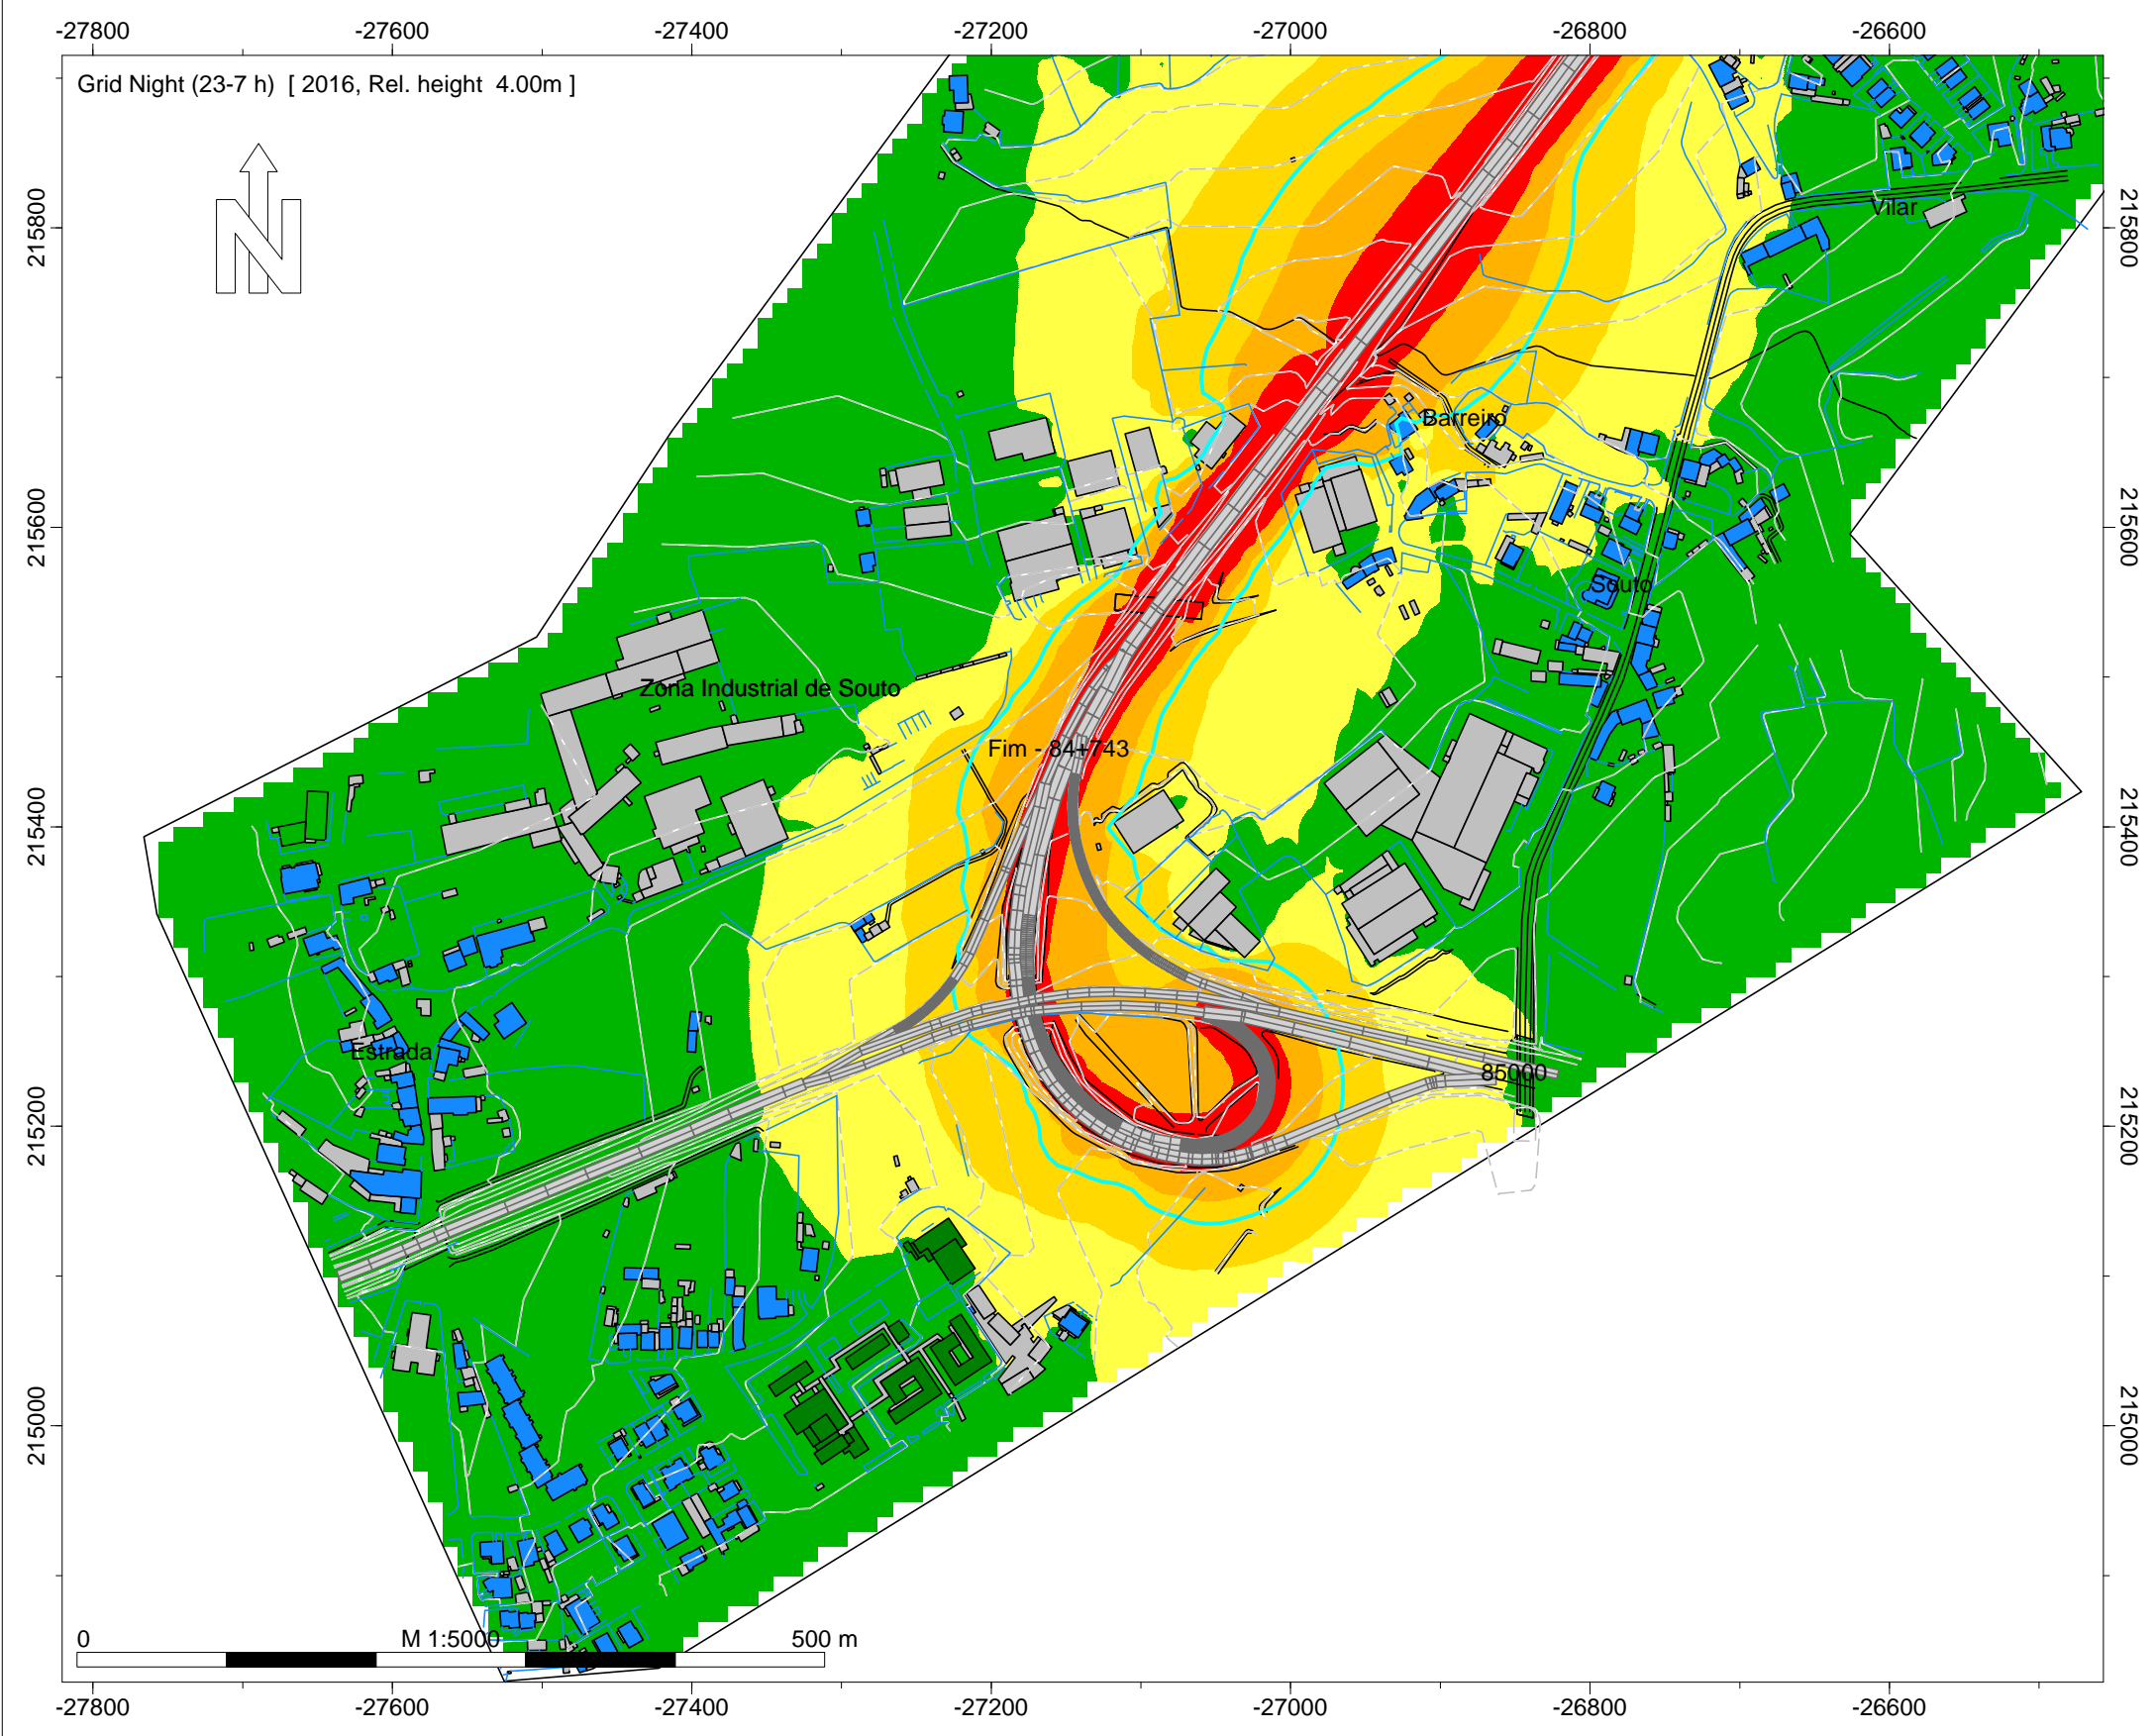 -27800 -27600 -27400 -27200 -27000 -26800 -26600
Grid Night (23-7 h) [ 2016, Rel. height 4.00m ]
N
215800
Vilar
215800
Barreiro
215600
215600
Souto
Zona Industrial de Souto
Fim - 84+743
215400
215400
Estrada
85000
215200
215200
215000
215000
0 M 1:5000 500 m
-27800 -27600 -27400 -27200 -27000 -26800 -26600